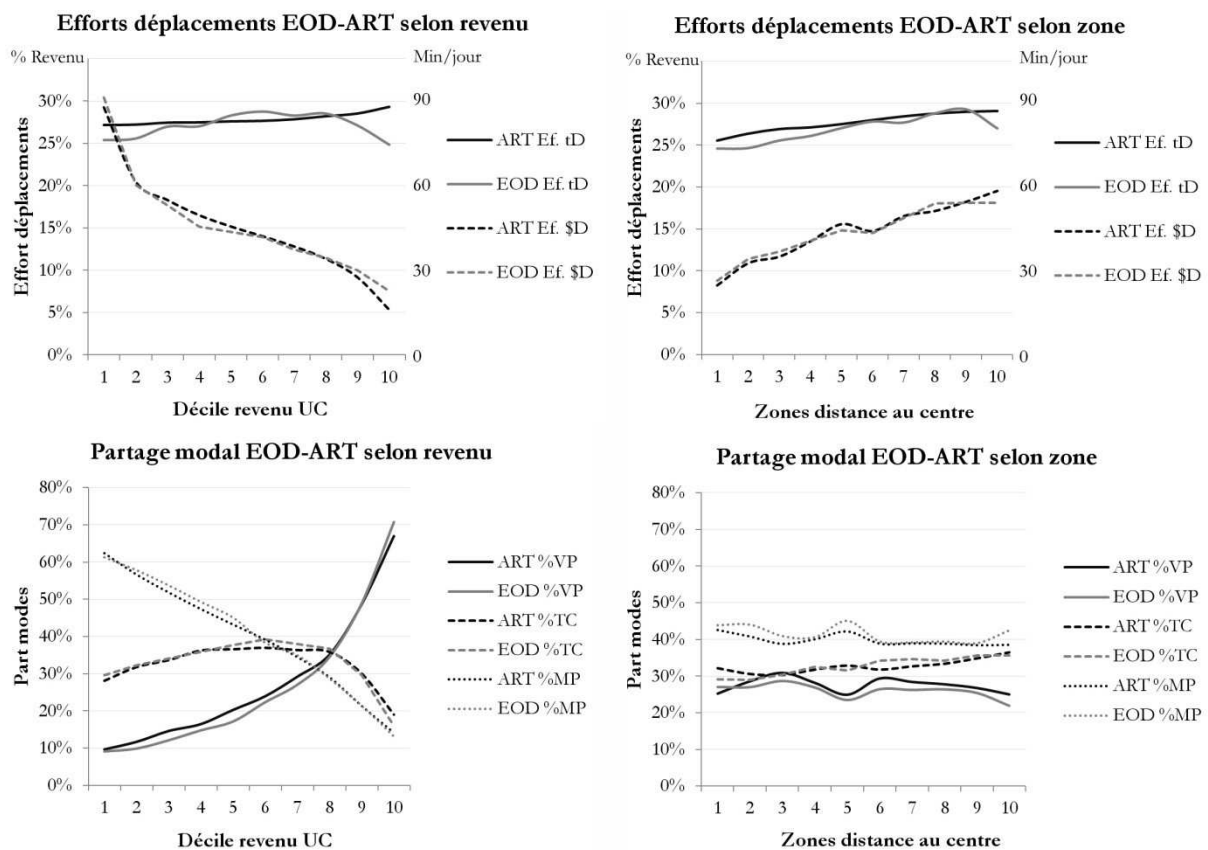 Efforts déplacements EOD-ART selon revenu
% Revenu
Min/jour
Effort déplacements
30%
25%
20%
15%
10%
5%
0%
90
60
30
0
1 2 3 4 5 6 7 8 9 10
Décile revenu UC
ART Ef. tD
EOD Ef. tD
ART Ef. $D
EOD Ef. $D
Efforts déplacements EOD-ART selon zone
% Revenu
Min/jour
Effort déplacements
30%
25%
20%
15%
10%
5%
0%
90
60
30
0
1 2 3 4 5 6 7 8 9 10
Zones distance au centre
ART Ef. tD
EOD Ef. tD
ART Ef. $D
EOD Ef. $D
Partage modal EOD-ART selon revenu
Part modes
80%
70%
60%
50%
40%
30%
20%
10%
0%
1 2 3 4 5 6 7 8 9 10
Décile revenu UC
ART %VP
EOD %VP
ART %TC
EOD %TC
ART %MP
EOD %MP
Partage modal EOD-ART selon zone
Part modes
80%
70%
60%
50%
40%
30%
20%
10%
0%
1 2 3 4 5 6 7 8 9 10
Zones distance au centre
ART %VP
EOD %VP
ART %TC
EOD %TC
ART %MP
EOD %MP